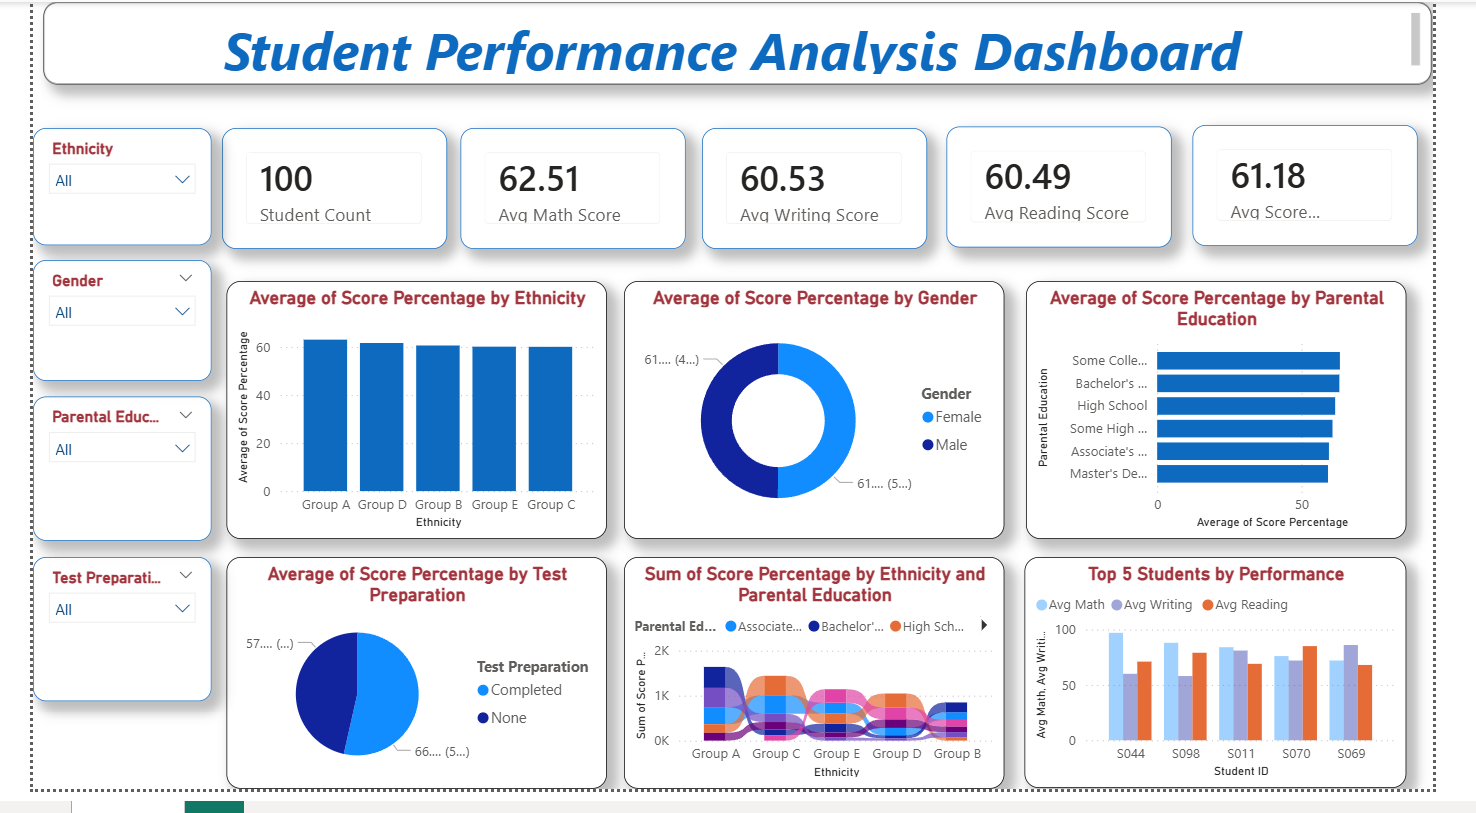 Student Performance Analysis Dashboard
Ethnicity
All
100
Student Count
62.51
Avg Math Score
60.53
Avg Writing Score
60.49
Avg Reading Score
61.18
Avg Score...
Gender
All
Parental Educ...
All
Test Preparati...
All
Average of Score Percentage by Ethnicity
Average of Score Percentage
60
40
20
0
Group A Group D Group B Group E Group C
Ethnicity
Average of Score Percentage by Gender
61.... (4...)
61.... (5...)
Gender
Female
Male
Average of Score Percentage by Parental
Education
Parental Education
Some Colle...
Bachelor's ...
High School
Some High ...
Associate's ...
Master's De...
0 50
Average of Score Percentage
Average of Score Percentage by Test
Preparation
57.... (...)
66.... (5...)
Test Preparation
Completed
None
Sum of Score Percentage by Ethnicity and
Parental Education
Parental Ed... Associate... Bachelor'... High Sch...
Sum of Score P...
2K
1K
0K
Group A Group C Group E Group D Group B
Ethnicity
Top 5 Students by Performance
Avg Math Avg Writing Avg Reading
Avg Math, Avg Writi...
100
50
0
S044 S098 S011 S070 S069
Student ID